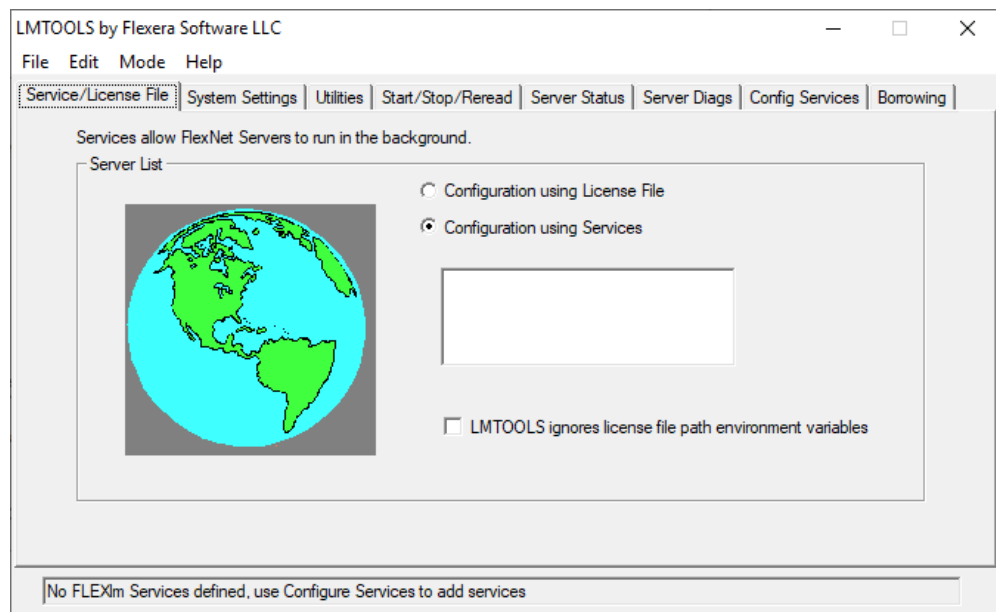 LMTOOLS by Flexera Software LLC
File Edit Mode Help
Service/License File System Settings Utilities Start/Stop/Reread Server Status Server Diags Config Services Borrowing
Services allow FlexNet Servers to run in the background.
Server List
Configuration using License File
Configuration using Services
LMTOOLS ignores license file path environment variables
No FLEXlm Services defined, use Configure Services to add services